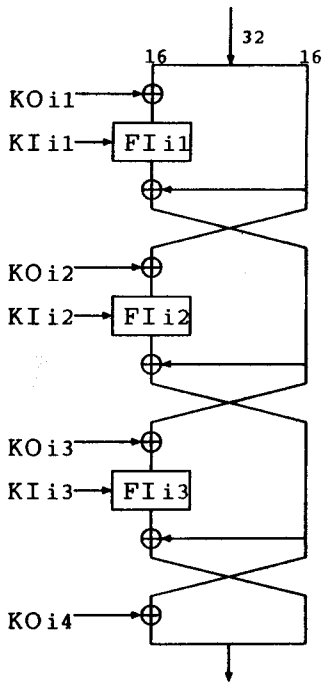 32
16 16
KOi1
KIi1 FIi1
KOi2
KIi2 FIi2
KOi3
KIi3 FIi3
KOi4